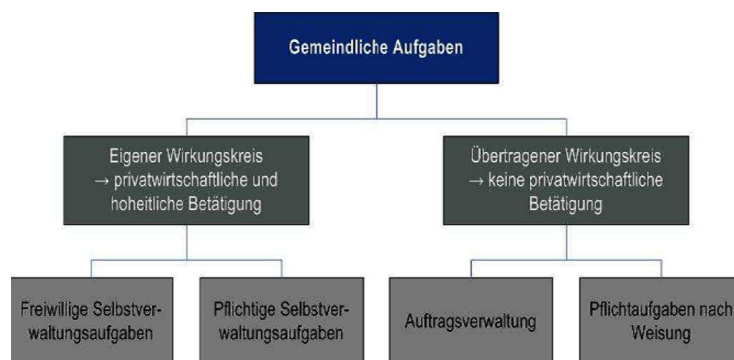 Gemeindliche Aufgaben
Eigener Wirkungskreis
→ privatwirtschaftliche und
hoheitliche Betätigung
Übertragener Wirkungskreis
→ keine privatwirtschaftliche
Betätigung
Freiwillige Selbstver-
waltungsaufgaben
Pflichtige Selbstver-
waltungsaufgaben
Auftragsverwaltung
Pflichtaufgaben nach
Weisung